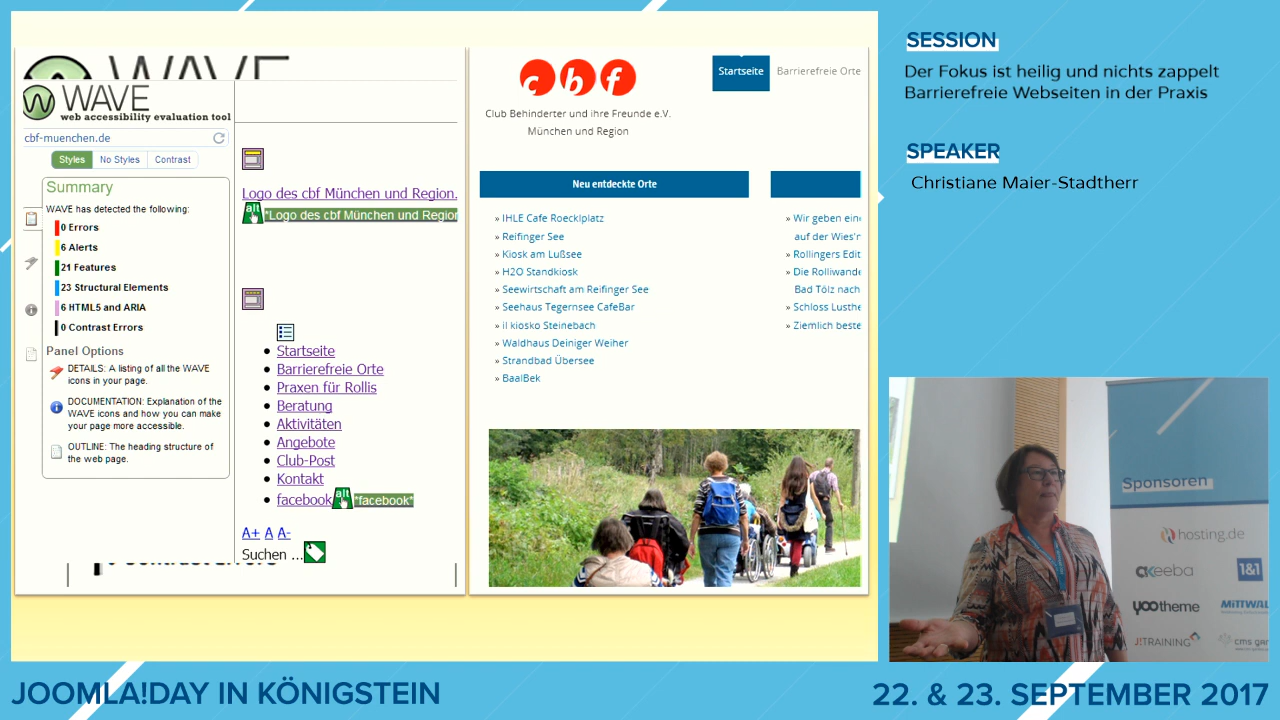 WAVE
WAVE
web accessibility evaluation tool
cbf-muenchen.de
Styles No Styles Contrast
Summary
WAVE has detected the following:
0 Errors
6 Alerts
21 Features
23 Structural Elements
6 HTML5 and ARIA
0 Contrast Errors
Panel Options
DETAILS: A listing of all the WAVE
icons in your page.
DOCUMENTATION: Explanation of the
WAVE icons and how you can make
your page more accessible.
OUTLINE: The heading structure of
the web page.
Logo des cbf München und Region.
alt *Logo des cbf München und Region
Startseite
Barrierefreie Orte
Praxen für Rollis
Beratung
Aktivitäten
Angebote
Club-Post
Kontakt
facebook alt *facebook*
A+ A A-
Suchen ...
cbf
Club Behinderter und ihre Freunde e.V.
München und Region
Startseite Barrierefreie Orte
Neu entdeckte Orte
» IHLE Cafe Roecklplatz
» Reifinger See
» Kiosk am Lußsee
» H2O Standkiosk
» Seewirtschaft am Reifinger See
» Seehaus Tegernsee CafeBar
» il kiosko Steinebach
» Waldhaus Deiniger Weiher
» Strandbad Übersee
» BaalBek
» Wir geben
auf der Wies'n
» Rollingers Edit
» Die Rolliwande
Bad Tölz nach
» Schloss Lusthe
» Ziemlich beste
SESSION
Der Fokus ist heilig und nichts zappelt
Barrierefreie Webseiten in der Praxis
SPEAKER
Christiane Maier-Stadtherr
Sponsoren
hosting.de
akeeba 1&1
yootheme MITTWAL
J!TRAINING cms gar
JOOMLA!DAY IN KÖNIGSTEIN
22. & 23. SEPTEMBER 2017